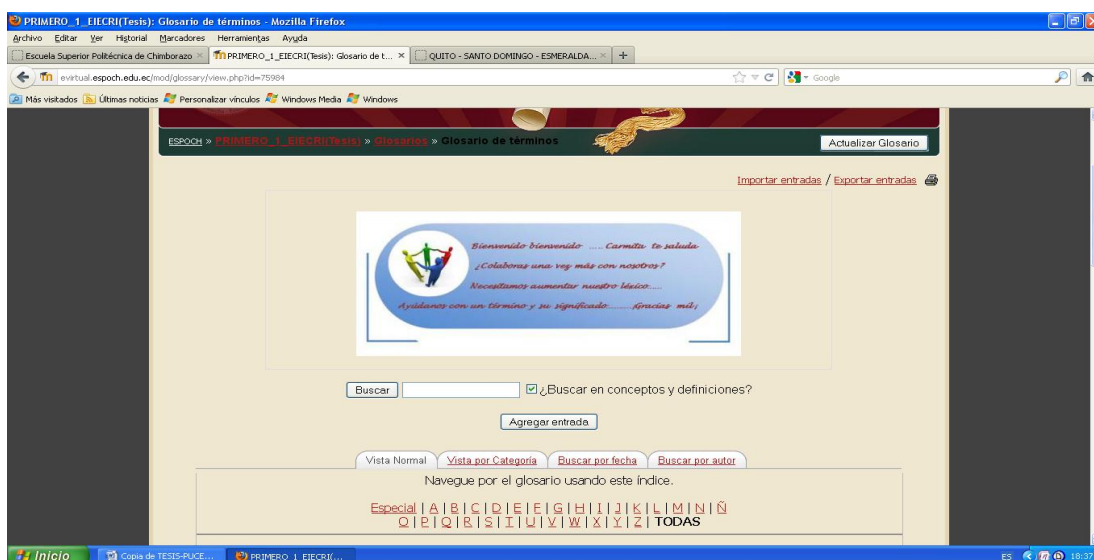 PRIMERO_1_EIECRI(Tesis): Glosario de términos - Mozilla Firefox
Archivo Editar Ver Historial Marcadores Herramientas Ayuda
Escuela Superior Politécnica de Chimborazo PRIMERO_1_EIECRI(Tesis): Glosario de t... QUITO - SANTO DOMINGO - ESMERALDA...
evirtual.espoch.edu.ec/mod/glossary/view.php?id=75984 Google
Más visitados Últimas noticias Personalizar vínculos Windows Media Windows
ESPOCH » PRIMERO_1_EIECRI(Tesis) » Glosarios » Glosario de términos Actualizar Glosario
Importar entradas / Exportar entradas
Bienvenido bienvenido ..... Carmita te saluda
¿Colaboras una vez más con nosotros?
Necesitamos aumentar nuestro léxico.....
Ayúdanos con un término y su significado.........¡Gracias mil¡
Buscar ¿Buscar en conceptos y definiciones?
Agregar entrada
Vista Normal Vista por Categoría Buscar por fecha Buscar por autor
Navegue por el glosario usando este índice.
Especial | A | B | C | D | E | F | G | H | I | J | K | L | M | N | Ñ
O | P | Q | R | S | T | U | V | W | X | Y | Z | TODAS
Inicio Copia de TESIS-PUCE... PRIMERO_1_EIECRI(... ES 18:37